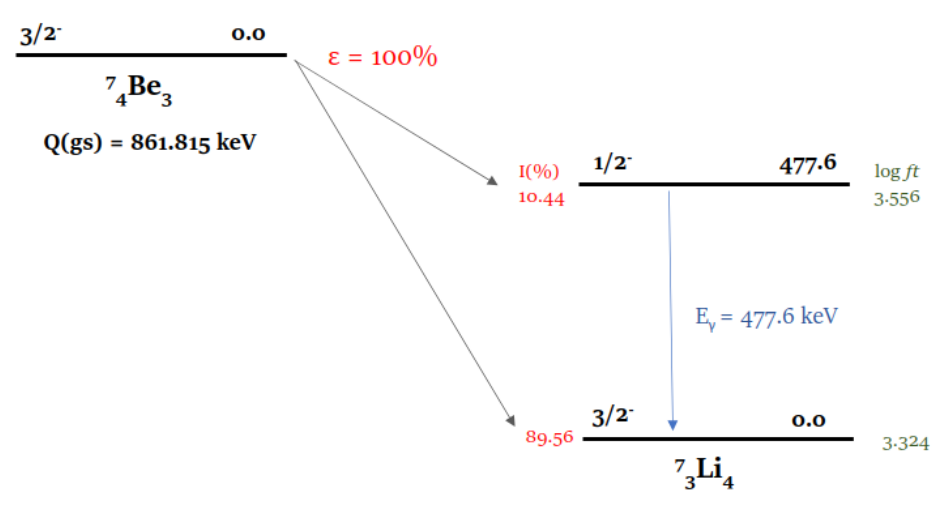 3/2⁻ 0.0
ε = 100%
⁷₄Be₃
Q(gs) = 861.815 keV
I(%) 1/2⁻ 477.6 log ft
10.44 3.556
E_γ = 477.6 keV
3/2⁻ 0.0
89.56 3.324
⁷₃Li₄